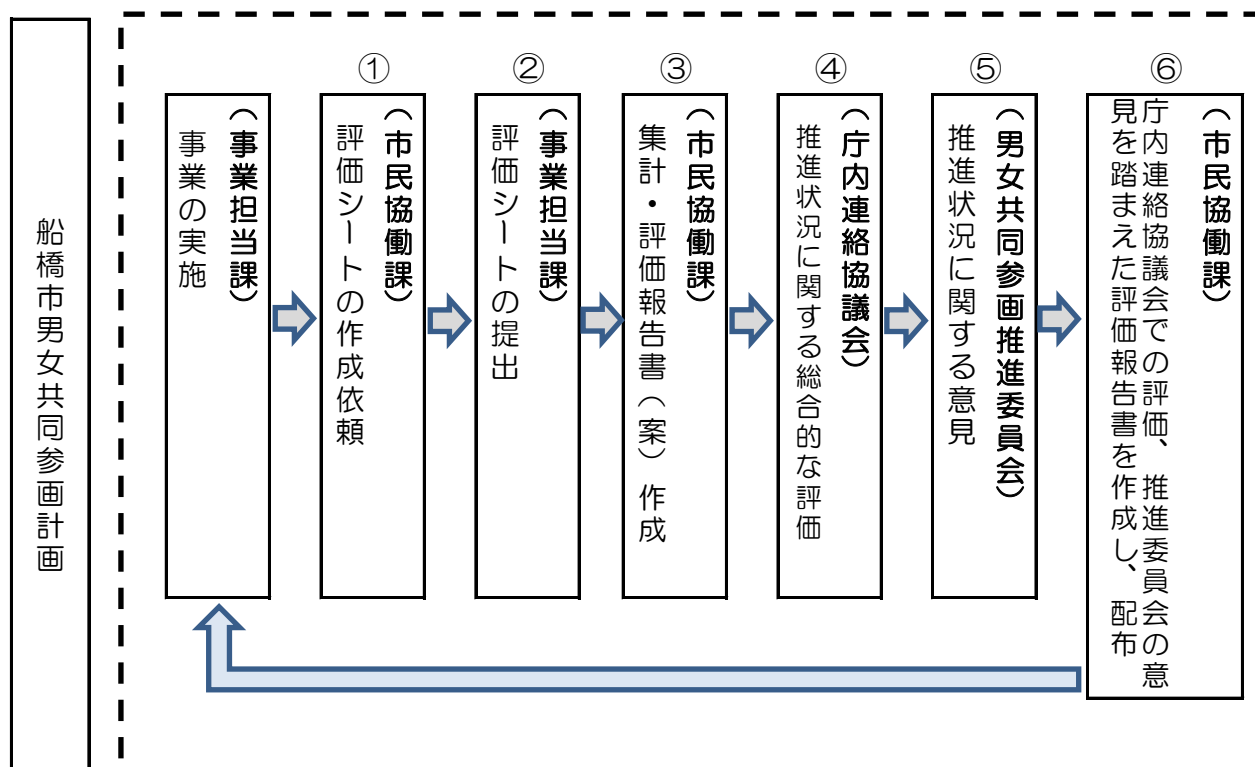 船橋市男女共同参画計画
（事業担当課）
事業の実施
①
（市民協働課）
評価シートの作成依頼
②
（事業担当課）
評価シートの提出
③
（市民協働課）
集計・評価報告書（案）作成
④
（庁内連絡協議会）
推進状況に関する総合的な評価
⑤
（男女共同参画推進委員会）
推進状況に関する意見
⑥
（市民協働課）
庁内連絡協議会での評価、推進委員会の意
見を踏まえた評価報告書を作成し、配布